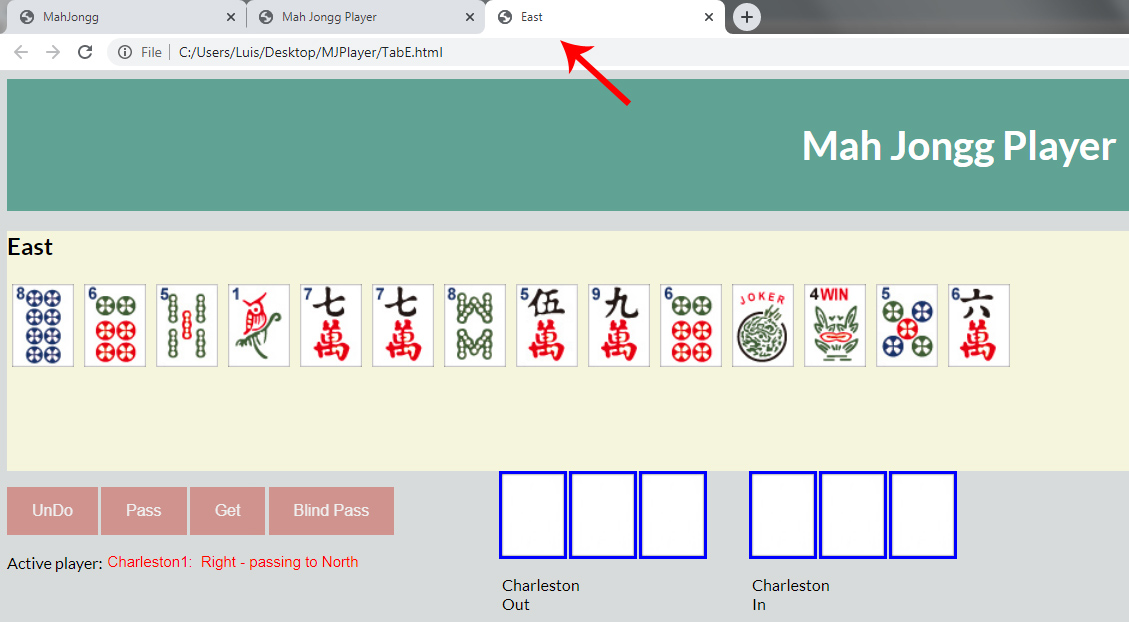 MahJongg
Mah Jongg Player
East
File
C:/Users/Luis/Desktop/MJPlayer/TabE.html
Mah Jongg Player
East
8
6
5
1
7 七萬
7 七萬
8
5 伍萬
9 九萬
6
JOKER
4 WIN
5
6 六萬
UnDo
Pass
Get
Blind Pass
Active player: Charleston1: Right - passing to North
Charleston
Out
Charleston
In